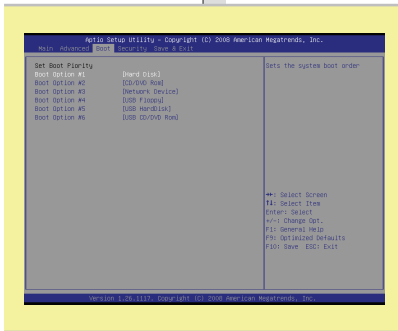 Aptio Setup Utility - Copyright (C) 2008 American Megatrends, Inc.
Main Advanced Boot Security Save & Exit
Set Boot Piority
Boot Option #1 [Hard Disk]
Boot Option #2 [CD/DVD Rom]
Boot Option #3 [Network Device]
Boot Option #4 [USB Floppy]
Boot Option #5 [USB HardDisk]
Boot Option #6 [USB CD/DVD Rom]
Sets the system boot order
→←: Select Screen
↑↓: Select Item
Enter: Select
+/-: Change Opt.
F1: General Help
F9: Optimized Defaults
F10: Save ESC: Exit
Version 1.26.1117. Copyright (C) 2008 American Megatrends, Inc.